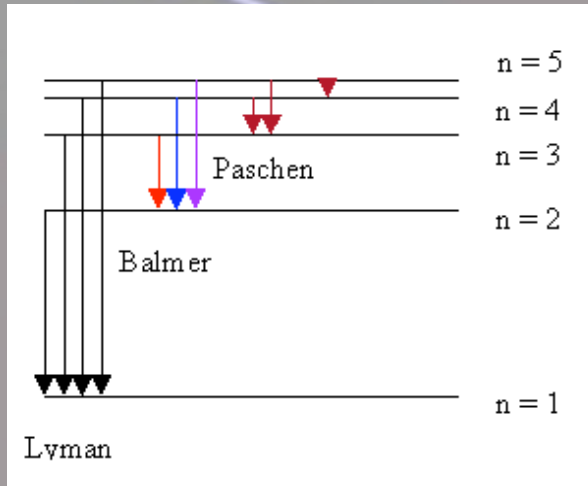 n = 5
n = 4
n = 3
Paschen
n = 2
Balmer
n = 1
Lyman